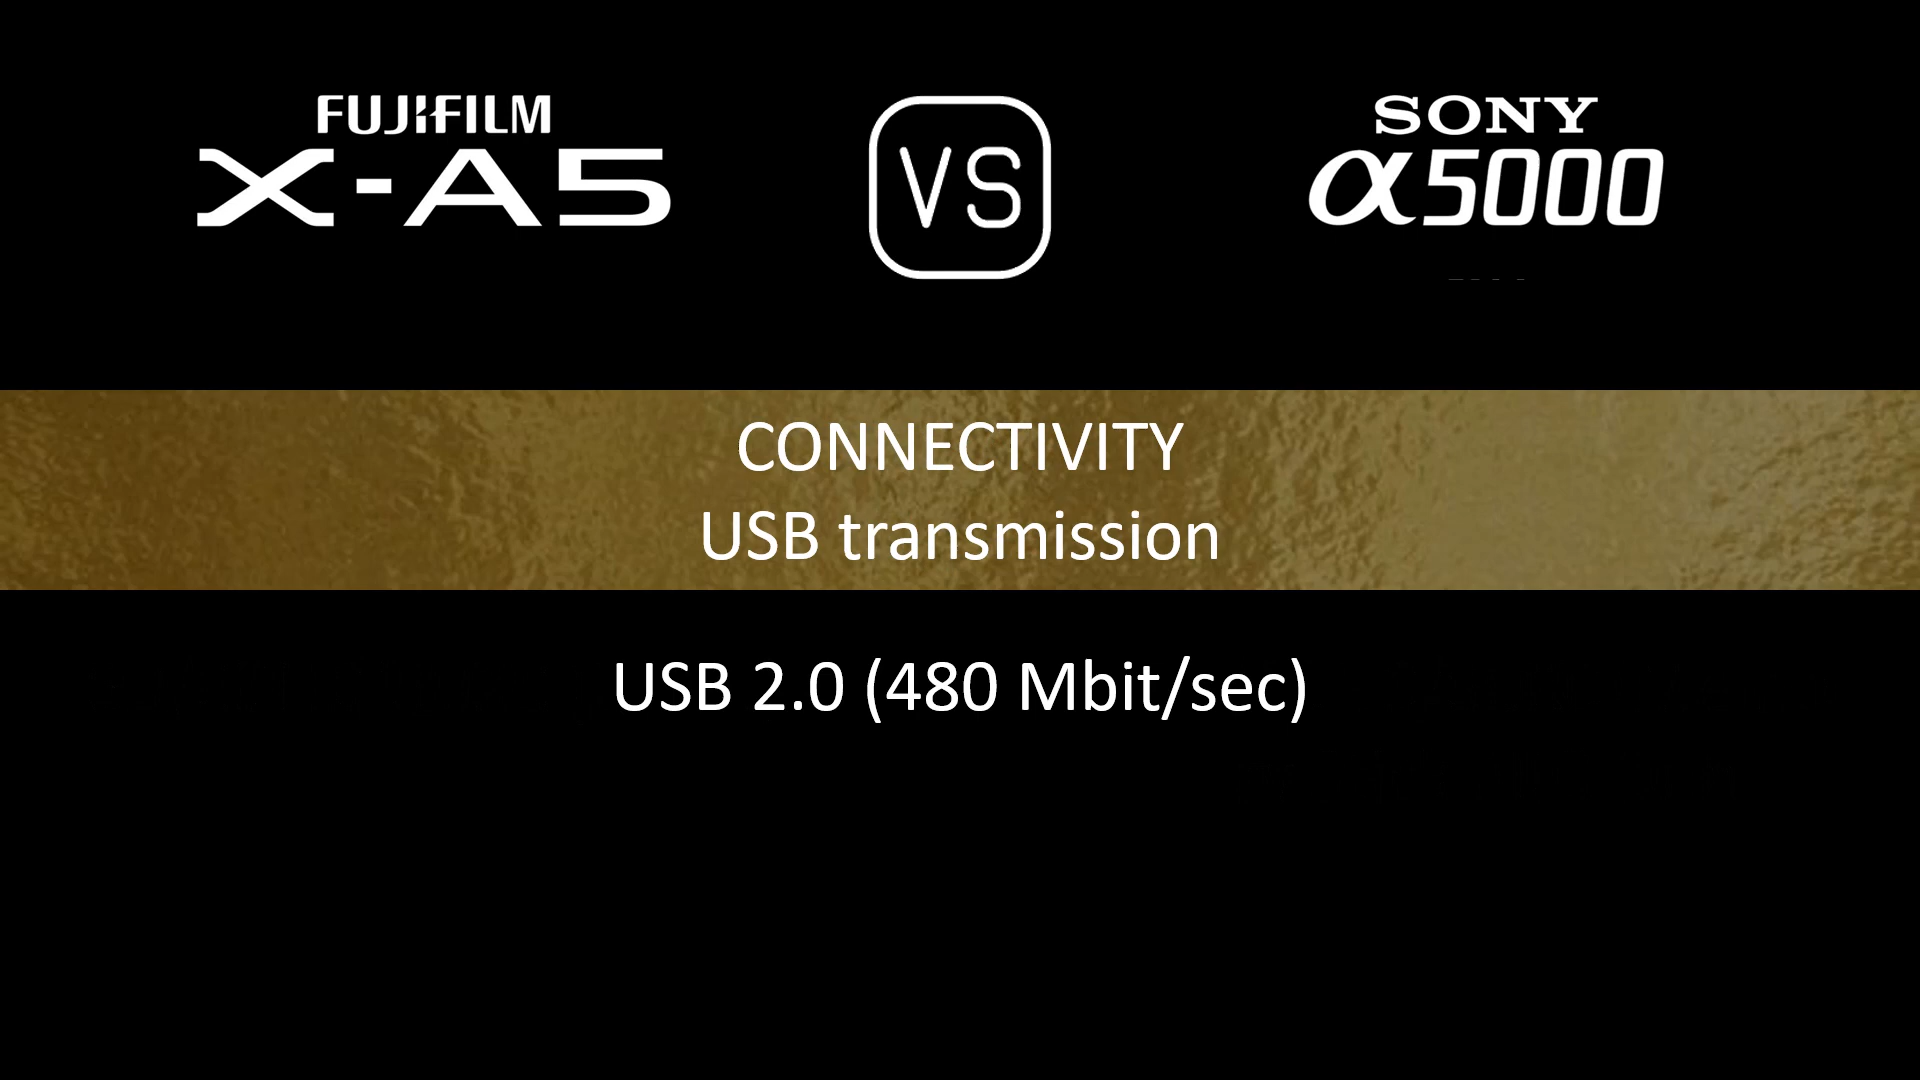 FUJIFILM
X-A5
VS
SONY
α5000
CONNECTIVITY
USB transmission
USB 2.0 (480 Mbit/sec)